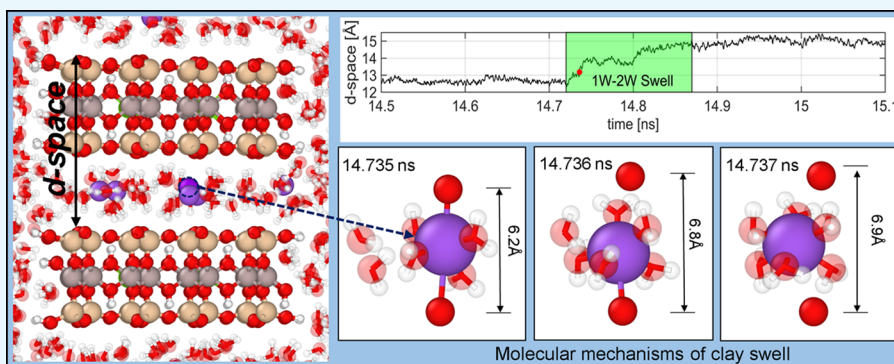 d-space
d-space [Å]
15
14
13
12
1W-2W Swell
14.5
14.6
14.7
14.8
14.9
15
15.1
time [ns]
14.735 ns
6.2Å
14.736 ns
6.8Å
14.737 ns
6.9Å
Molecular mechanisms of clay swell